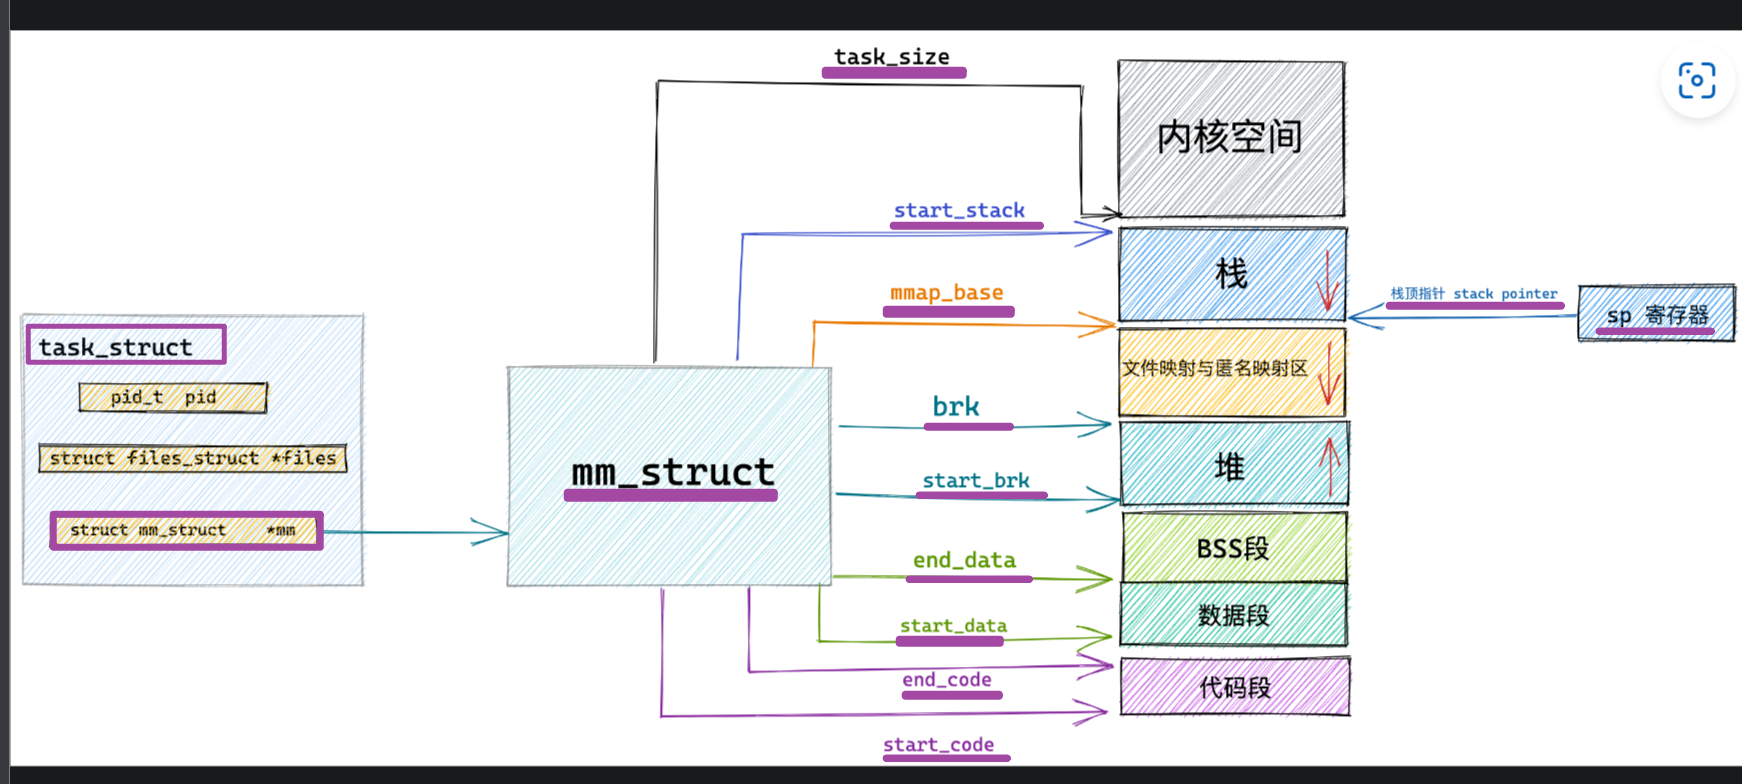 task_size
内核空间
start_stack
栈
mmap_base
栈顶指针 stack pointer
sp 寄存器
task_struct
文件映射与匿名映射区
pid_t pid
brk
struct files_struct *files
mm_struct
堆
start_brk
struct mm_struct *mm
BSS段
end_data
数据段
start_data
end_code
代码段
start_code